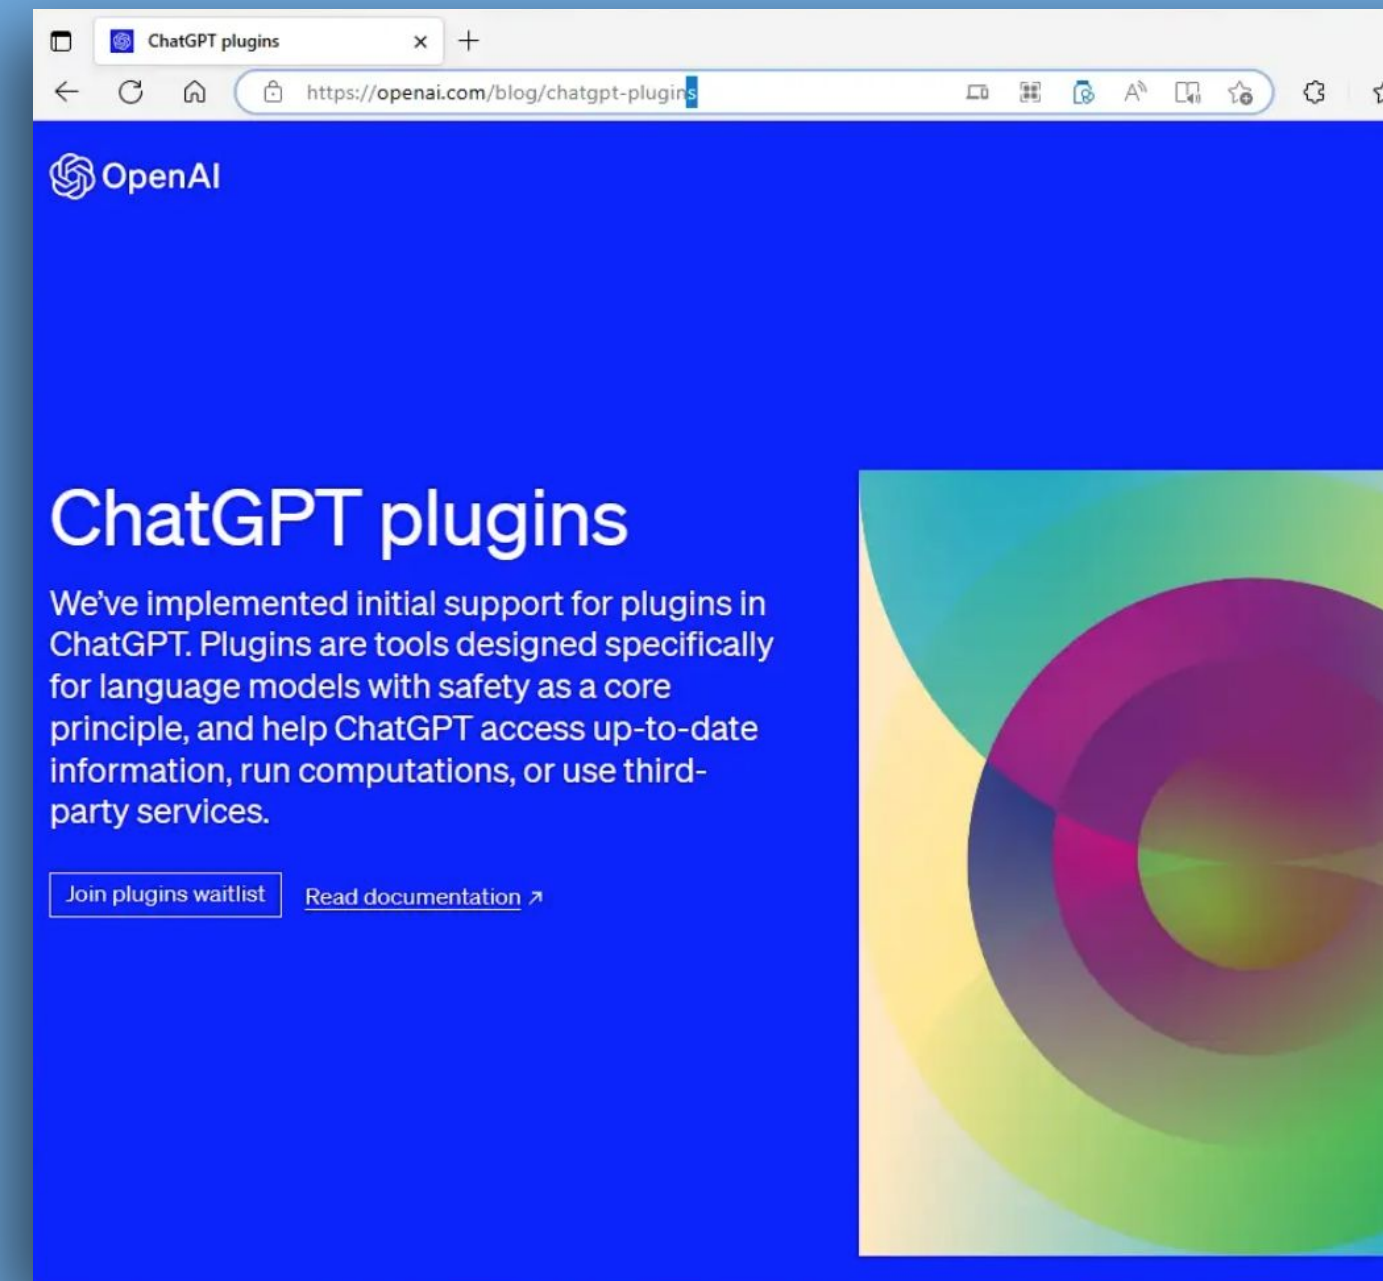 ChatGPT plugins
https://openai.com/blog/chatgpt-plugins
OpenAI
ChatGPT plugins
We've implemented initial support for plugins in
ChatGPT. Plugins are tools designed specifically
for language models with safety as a core
principle, and help ChatGPT access up-to-date
information, run computations, or use third-
party services.
Join plugins waitlist
Read documentation ↗